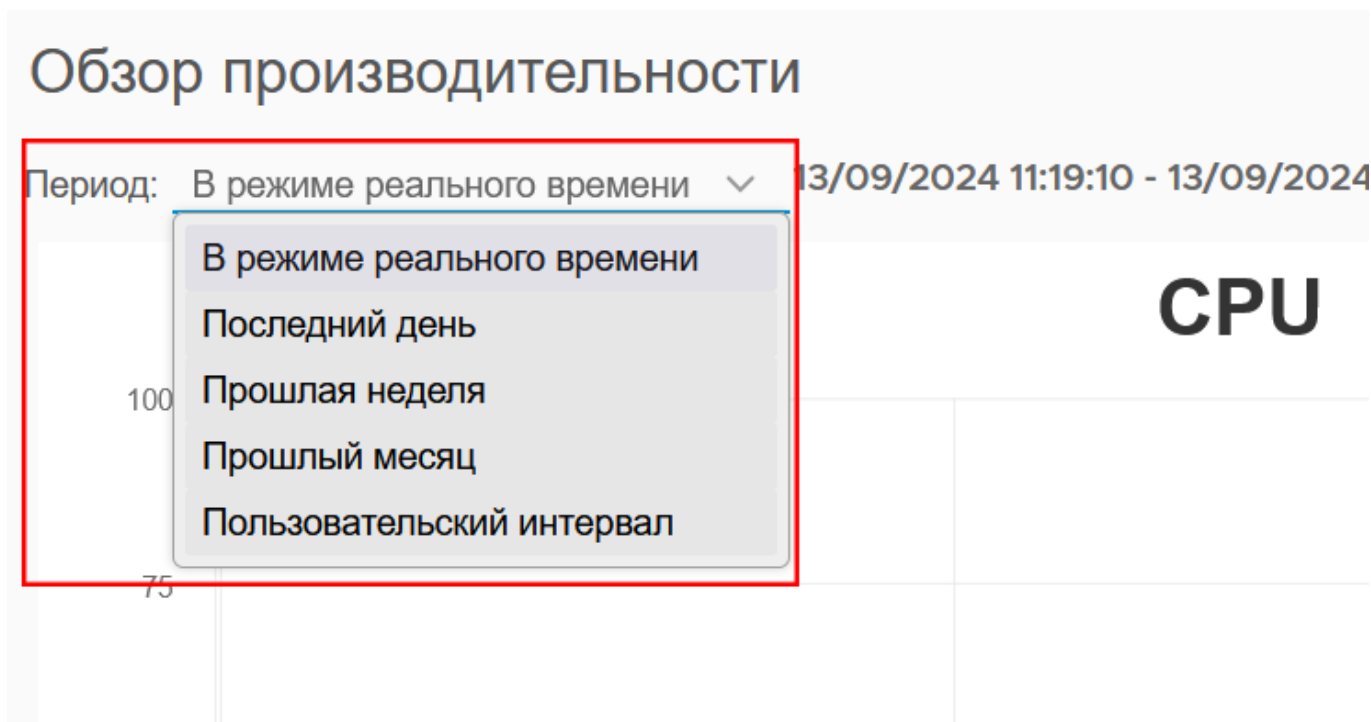 Обзор производительности
Период: В режиме реального времени 13/09/2024 11:19:10 - 13/09/2024
В режиме реального времени
Последний день
Прошлая неделя
Прошлый месяц
Пользовательский интервал
CPU
100
75